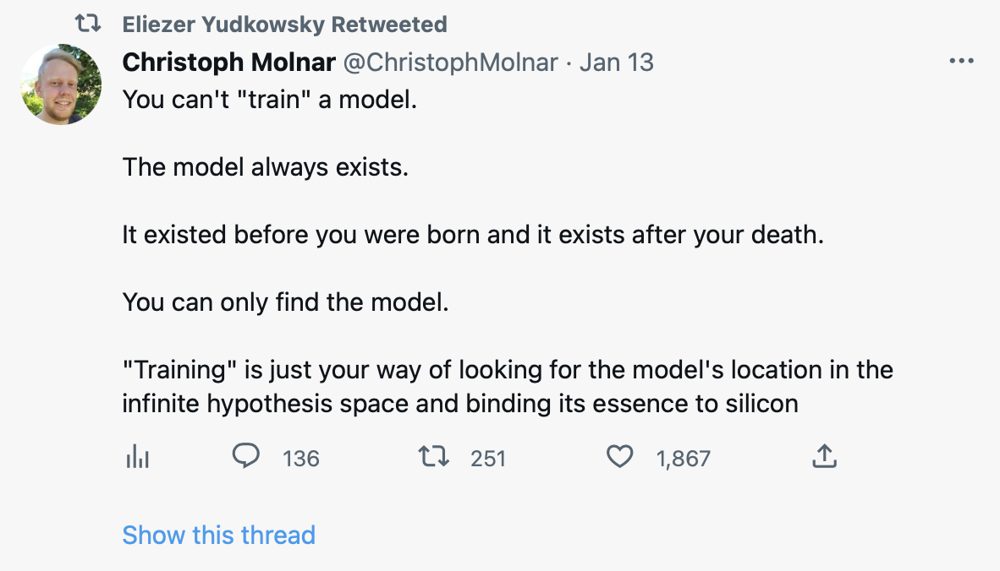 Eliezer Yudkowsky Retweeted
Christoph Molnar @ChristophMolnar · Jan 13
You can't "train" a model.
The model always exists.
It existed before you were born and it exists after your death.
You can only find the model.
"Training" is just your way of looking for the model's location in the
infinite hypothesis space and binding its essence to silicon
136 251 1,867
Show this thread